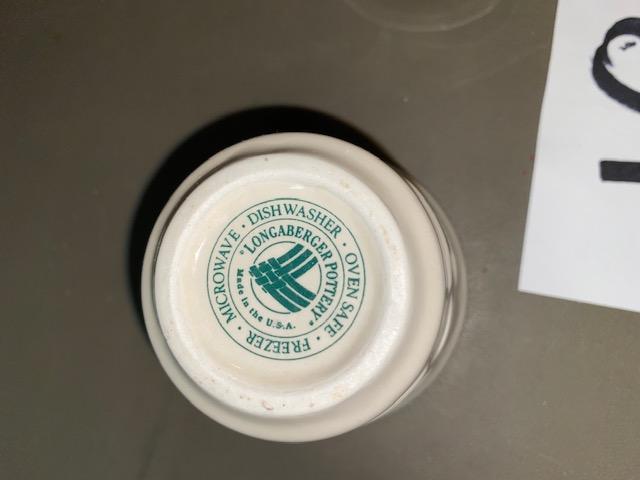 MICROWAVE · DISHWASHER · OVEN SAFE · FREEZER ·
"LONGABERGER POTTERY"
Made in the U.S.A.